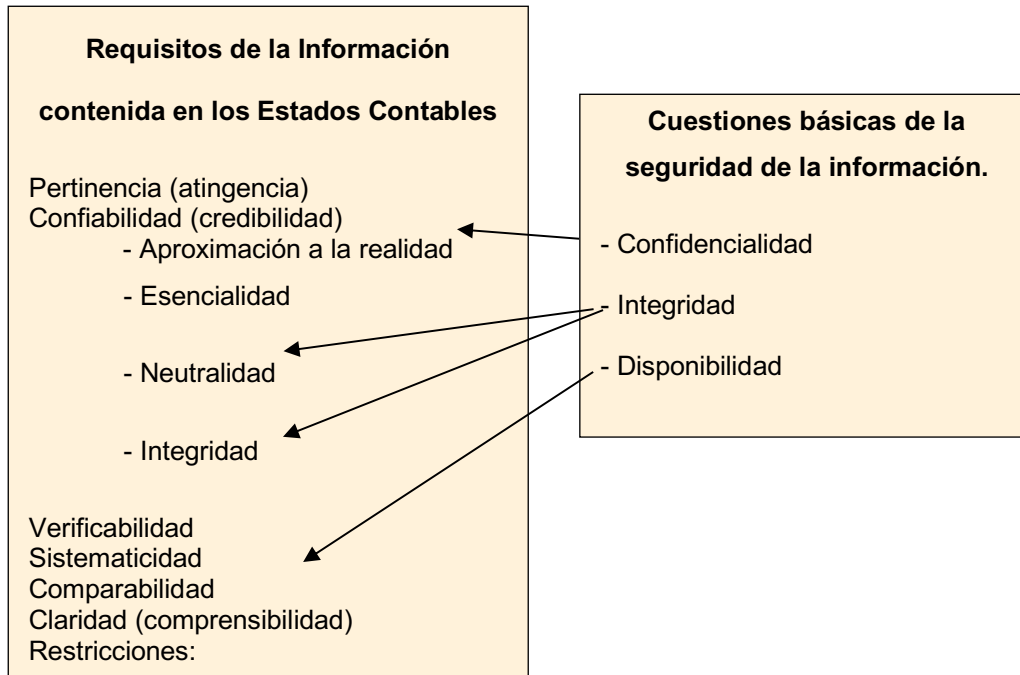 Requisitos de la Información
contenida en los Estados Contables
Pertinencia (atingencia)
Confiabilidad (credibilidad)
- Aproximación a la realidad
- Esencialidad
- Neutralidad
- Integridad
Verificabilidad
Sistematicidad
Comparabilidad
Claridad (comprensibilidad)
Restricciones:
Cuestiones básicas de la
seguridad de la información.
- Confidencialidad
- Integridad
- Disponibilidad